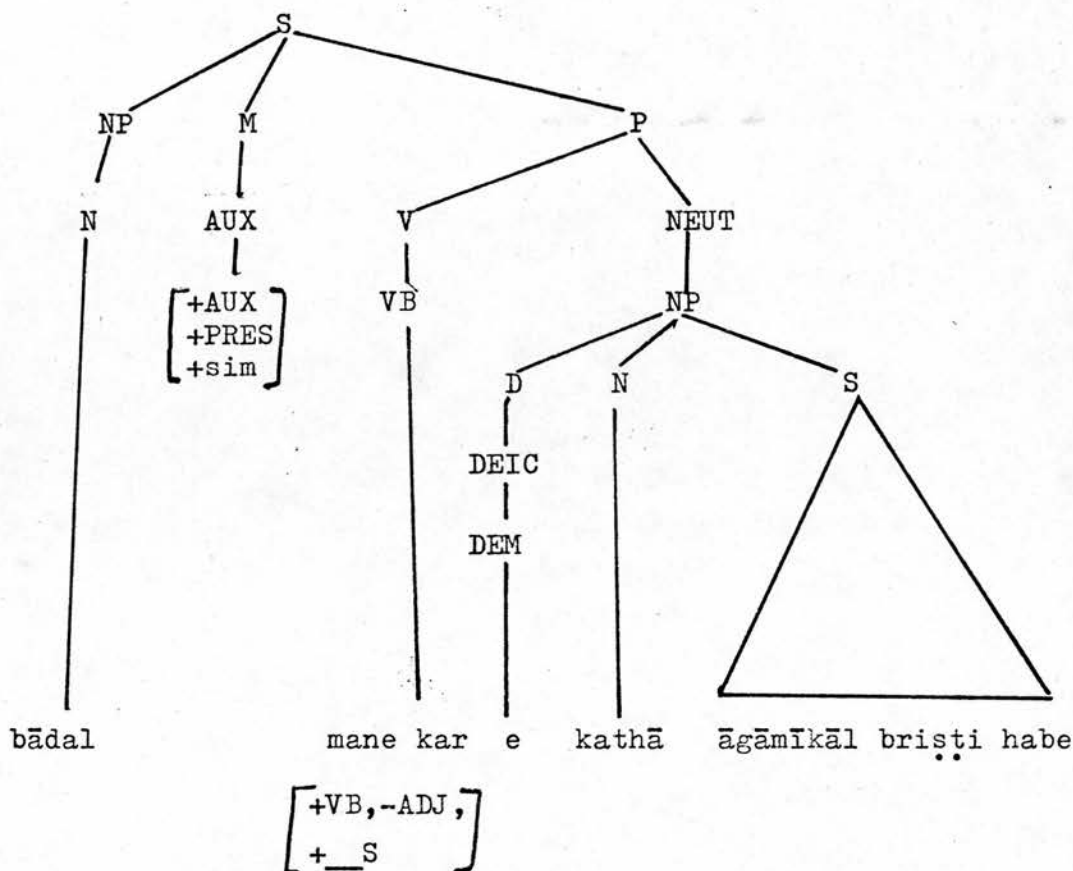 S
NP M P
N AUX V NEUT
[+AUX
+PRES
+sim]
VB NP
D N S
DEIC
DEM
bādal mane kar e kathā āgāmīkāl briṣṭi habe
[+VB,-ADJ,
+__S]